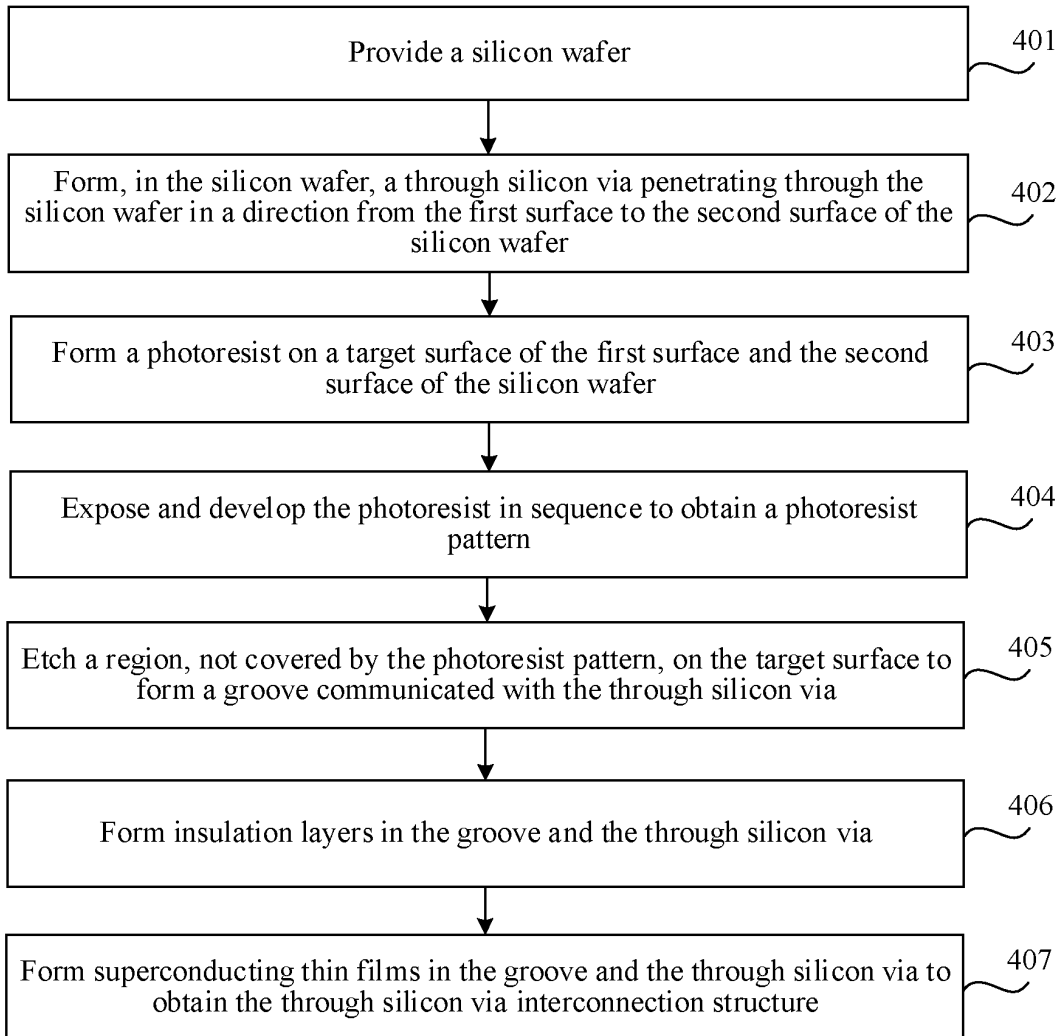 Provide a silicon wafer
401
Form, in the silicon wafer, a through silicon via penetrating through the
silicon wafer in a direction from the first surface to the second surface of the
silicon wafer
402
Form a photoresist on a target surface of the first surface and the second
surface of the silicon wafer
403
Expose and develop the photoresist in sequence to obtain a photoresist
pattern
404
Etch a region, not covered by the photoresist pattern, on the target surface to
form a groove communicated with the through silicon via
405
Form insulation layers in the groove and the through silicon via
406
Form superconducting thin films in the groove and the through silicon via to
obtain the through silicon via interconnection structure
407